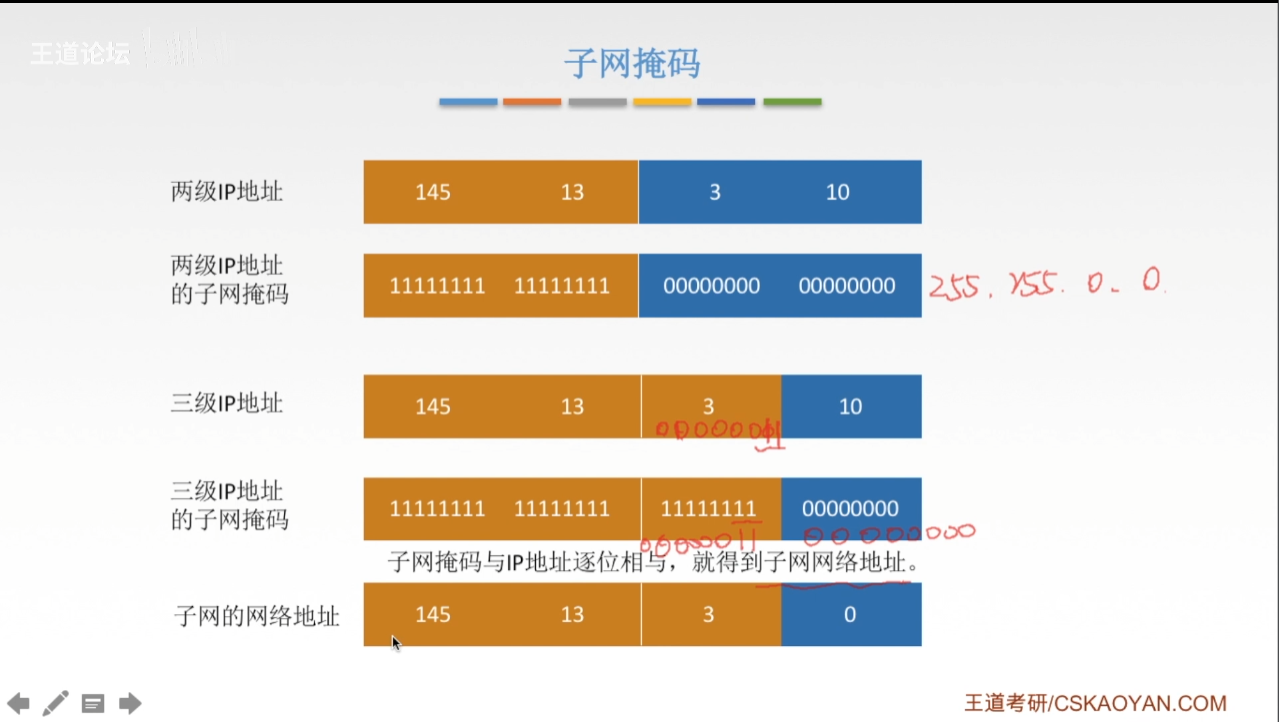 王道论坛
子网掩码
两级IP地址
145 13 3 10
两级IP地址
的子网掩码
11111111 11111111 00000000 00000000
255. 255. 0. 0.
三级IP地址
145 13 3 10
00000011
三级IP地址
的子网掩码
11111111 11111111 11111111 00000000
00000011 00000000
子网掩码与IP地址逐位相与，就得到子网网络地址。
子网的网络地址
145 13 3 0
王道考研/CSKAOYAN.COM